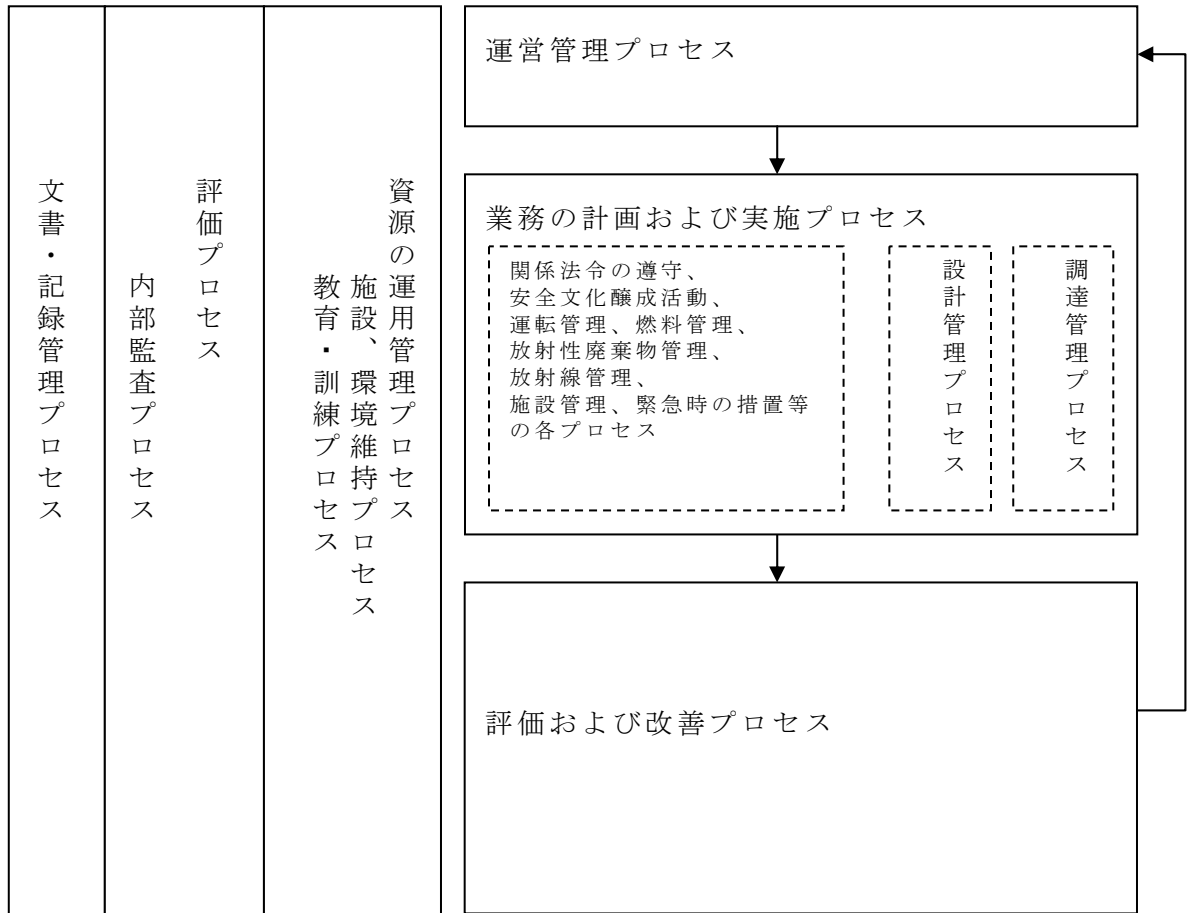 文書・記録管理プロセス
評価プロセス
内部監査プロセス
資源の運用管理プロセス
施設、環境維持プロセス
教育・訓練プロセス
運営管理プロセス
業務の計画および実施プロセス
関係法令の遵守、
安全文化醸成活動、
運転管理、燃料管理、
放射性廃棄物管理、
放射線管理、
施設管理、緊急時の措置等
の各プロセス
設計管理プロセス
調達管理プロセス
評価および改善プロセス